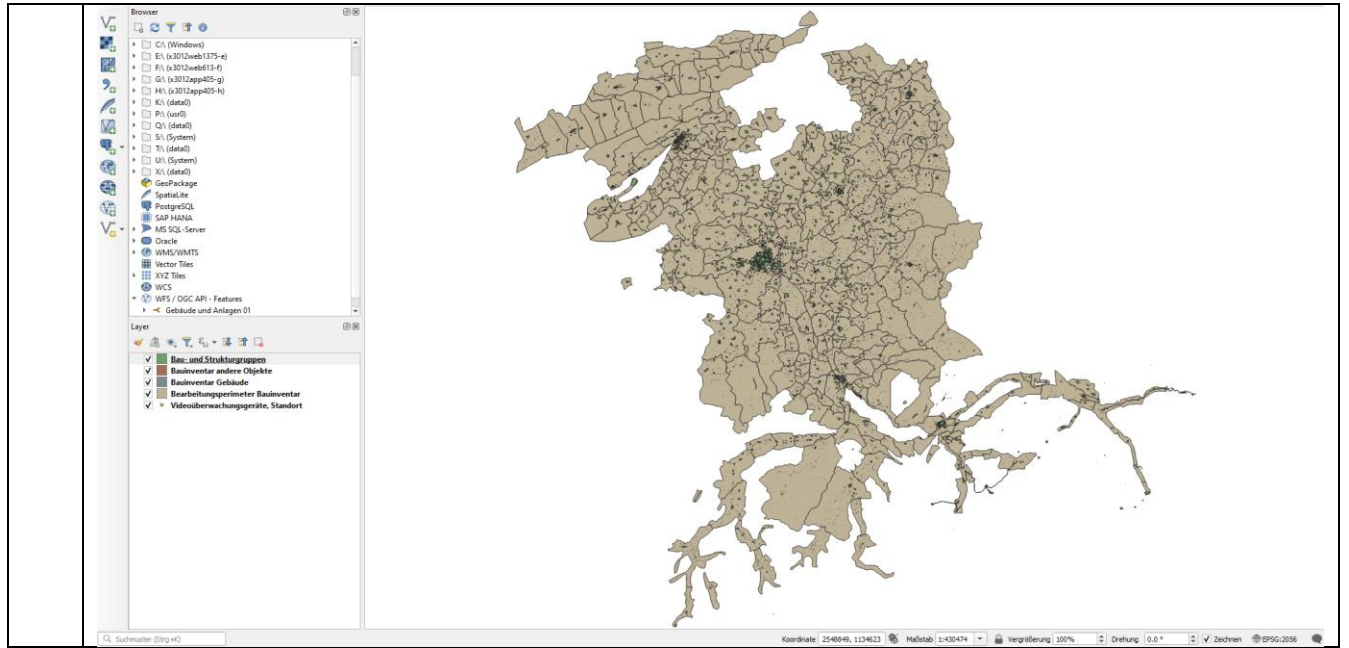 Browser
C:\ (Windows)
E:\ (x3012web1375-e)
F:\ (x3012web613-f)
G:\ (x3012app405-g)
H:\ (x3012app405-h)
K:\ (data0)
P:\ (usr0)
Q:\ (data0)
S:\ (System)
T:\ (data0)
U:\ (System)
X:\ (data0)
GeoPackage
SpatiaLite
PostgreSQL
SAP HANA
MS SQL-Server
Oracle
WMS/WMTS
Vector Tiles
XYZ Tiles
WCS
WFS / OGC API - Features
Gebäude und Anlagen 01
Layer
Bau- und Strukturgruppen
Bauinventar andere Objekte
Bauinventar Gebäude
Bearbeitungsperimeter Bauinventar
Videoüberwachungsgeräte, Standort
Suchmuster (Strg+K) Koordinate 2548849, 1134623 Maßstab 1:430474 Vergrößerung 100% Drehung 0.0 ° Zeichnen EPSG:2056